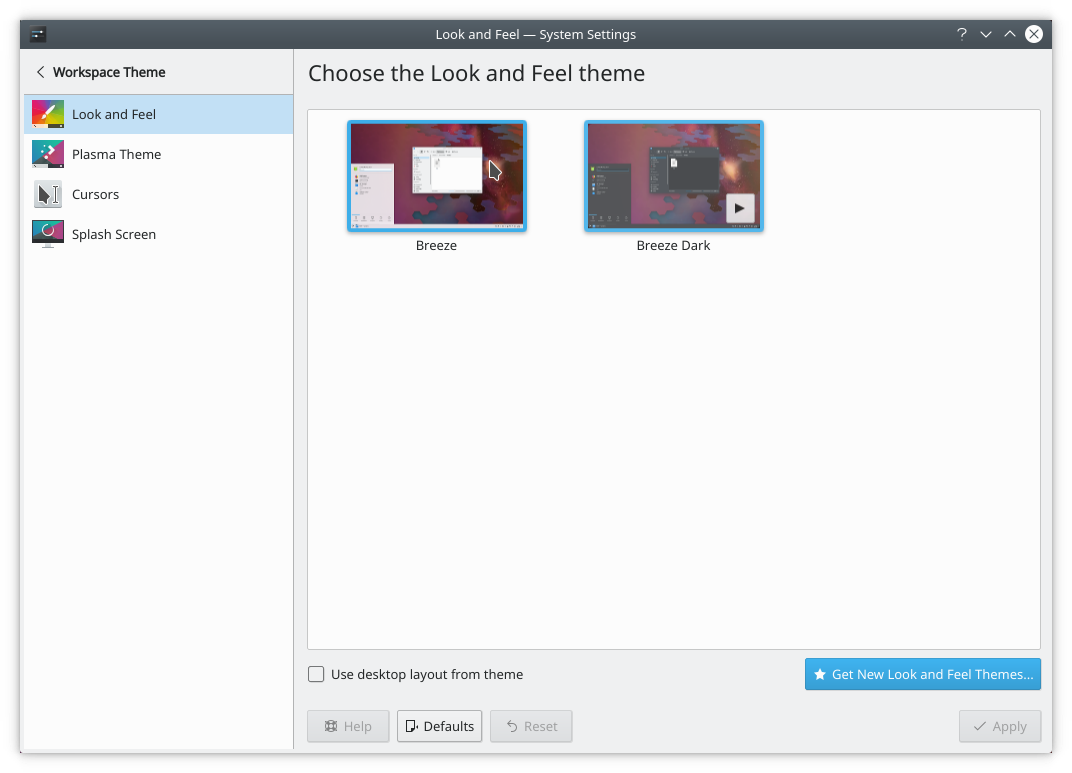 Look and Feel — System Settings
Workspace Theme
Look and Feel
Plasma Theme
Cursors
Splash Screen
Choose the Look and Feel theme
Breeze
Breeze Dark
Use desktop layout from theme
Get New Look and Feel Themes...
Help
Defaults
Reset
Apply